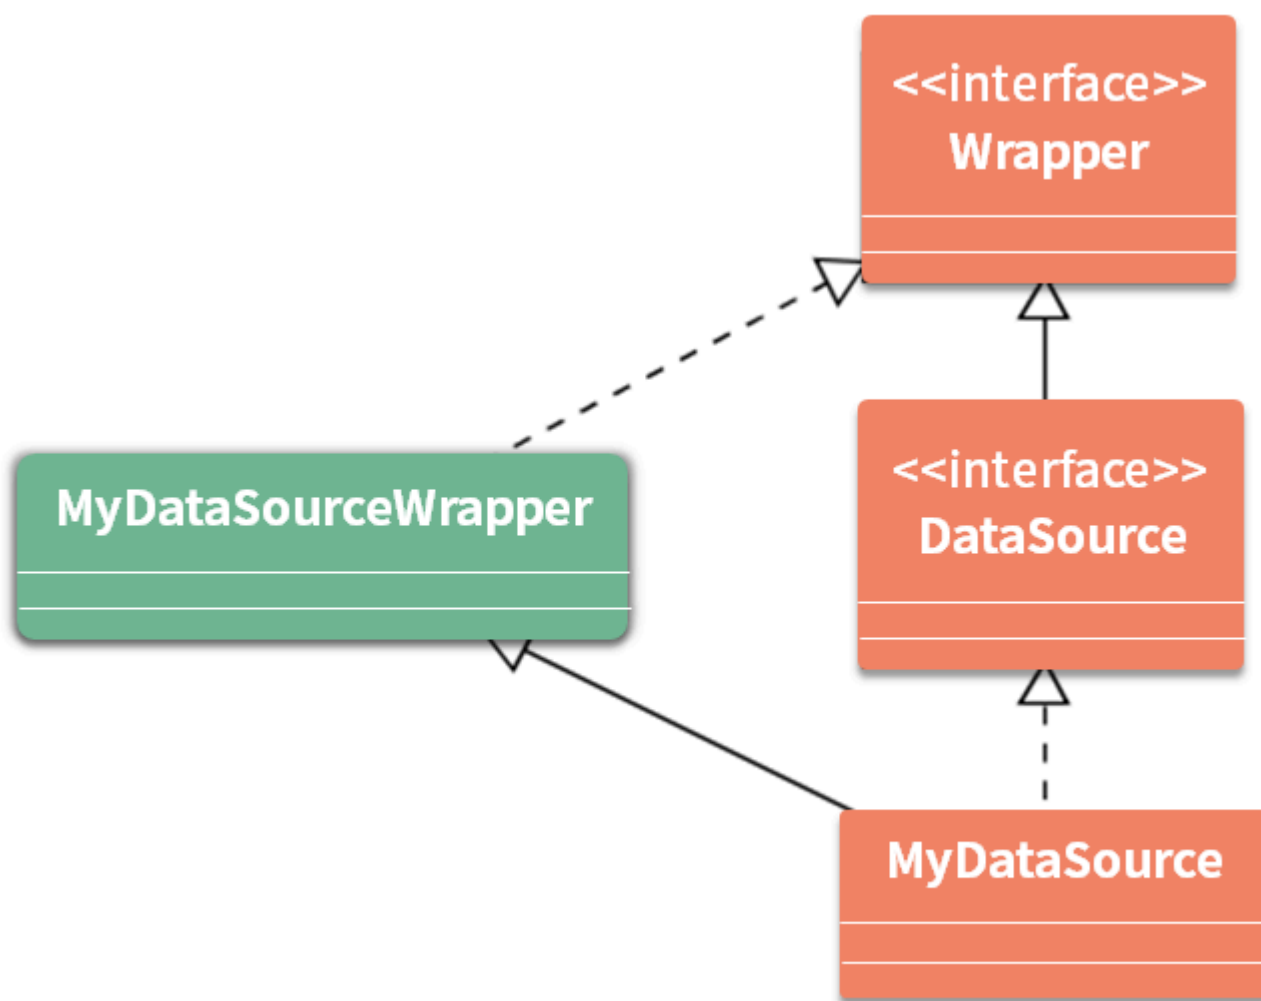 <<interface>>
Wrapper
MyDataSourceWrapper
<<interface>>
DataSource
MyDataSource